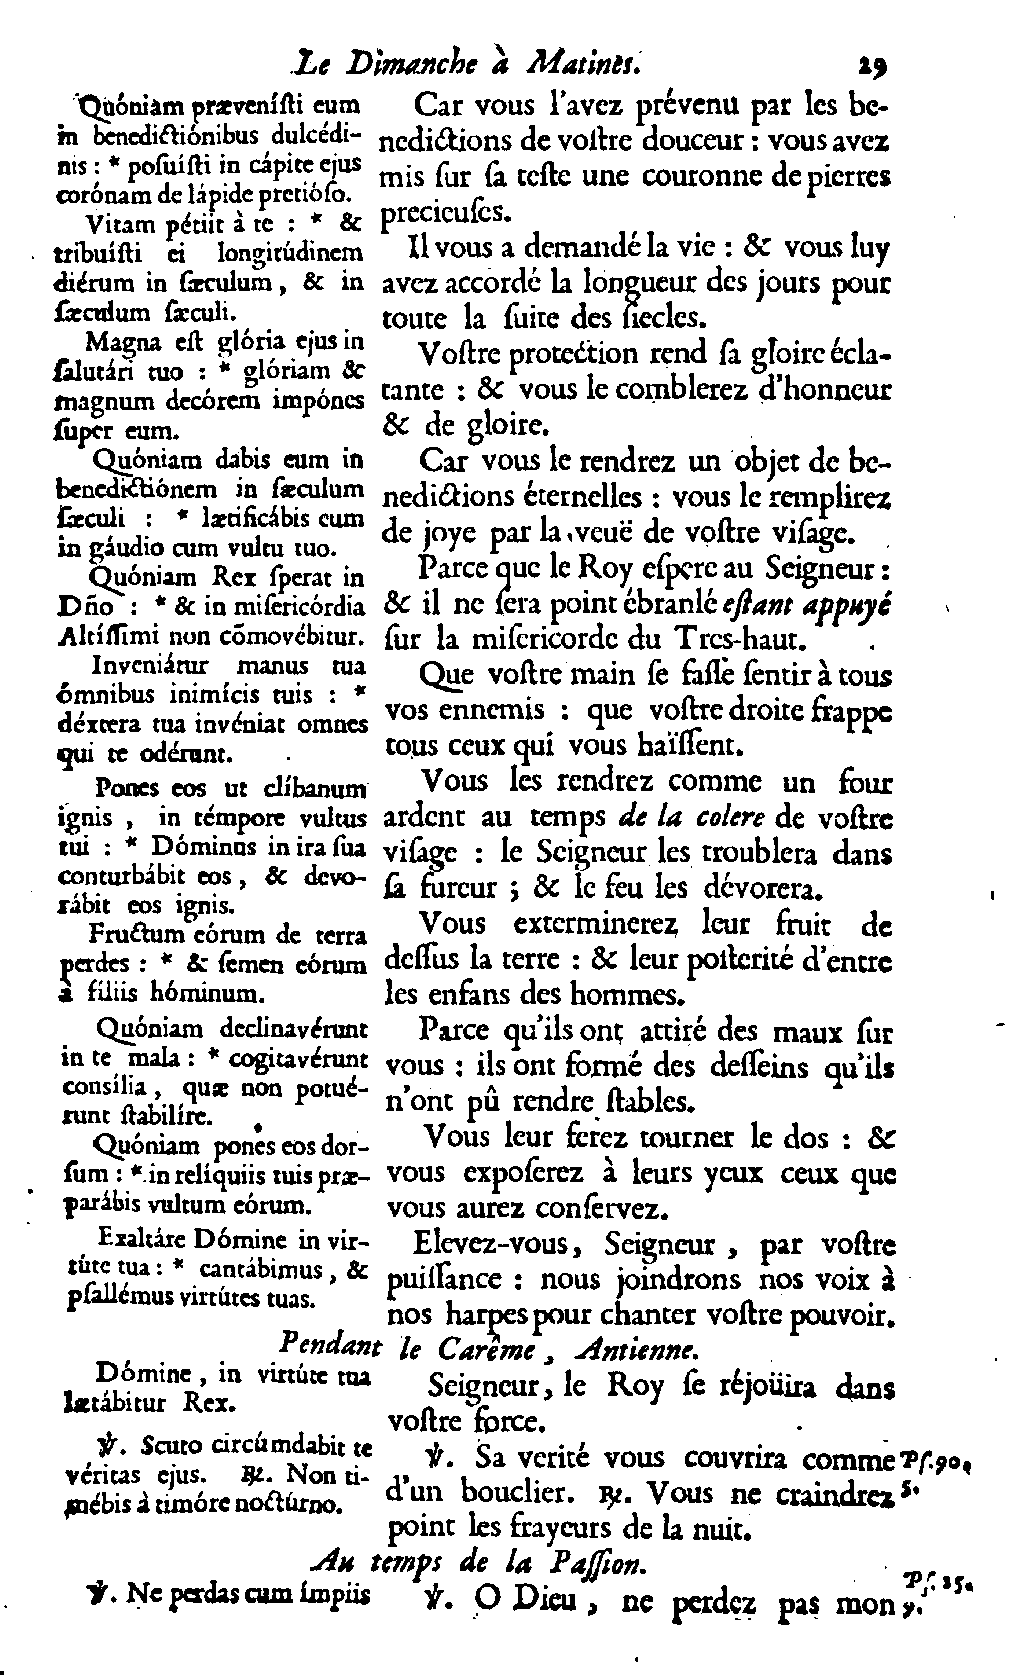 Le Dimanche à Matines. 29
Quóniam prævenísti eum
in benedictiónibus dulcédi-
nis : * posuísti in cápite ejus
corónam de lápide pretióso.
Vitam pétiit à te : * &
tribuísti ei longitúdinem
diérum in sæculum, & in
sæculum sæculi.
Magna est glória ejus in
salutári tuo : * glóriam &
magnum decórem impónes
super eum.
Quóniam dabis eum in
benedictiónem in sæculum
sæculi : * lætificábis eum
in gáudio cum vultu tuo.
Quóniam Rex sperat in
Dño : * & in misericórdia
Altíssimi non cõmovébitur.
Inveniátur manus tua
ómnibus inimícis tuis : *
déxtera tua invéniat omnes
qui te odérunt.
Pones eos ut clíbanum
ignis, in témpore vultus
tui : * Dóminus in ira sua
conturbábit eos, & devo-
rábit eos ignis.
Fructum eórum de terra
perdes : * & semen eórum
à fíliis hóminum.
Quóniam declinavérunt
in te mala : * cogitavérunt
consília, quæ non potué-
runt stabilíre.
Quóniam pones eos dor-
sum : * in relíquiis tuis præ-
parábis vultum eórum.
Exaltáre Dómine in vir-
túte tua : * cantábimus, &
psallémus virtútes tuas.
Car vous l'avez prévenu par les be-
nedictions de vostre douceur : vous avez
mis sur sa teste une couronne de pierres
precieuses.
Il vous a demandé la vie : & vous luy
avez accordé la longueur des jours pour
toute la suite des siecles.
Vostre protection rend sa gloire écla-
tante : & vous le comblerez d'honneur
& de gloire.
Car vous le rendrez un objet de be-
nedictions éternelles : vous le remplirez
de joye par la veuë de vostre visage.
Parce que le Roy espere au Seigneur :
& il ne sera point ébranlé estant appuyé
sur la misericorde du Tres-haut.
Que vostre main se fasse sentir à tous
vos ennemis : que vostre droite frappe
tous ceux qui vous haïssent.
Vous les rendrez comme un four
ardent au temps de la colere de vostre
visage : le Seigneur les troublera dans
sa fureur ; & le feu les dévorera.
Vous exterminerez leur fruit de
dessus la terre : & leur posterité d'entre
les enfans des hommes.
Parce qu'ils ont attiré des maux sur
vous : ils ont formé des desseins qu'ils
n'ont pû rendre stables.
Vous leur ferez tourner le dos : &
vous exposerez à leurs yeux ceux que
vous aurez conservez.
Elevez-vous, Seigneur, par vostre
puissance : nous joindrons nos voix à
nos harpes pour chanter vostre pouvoir.
Pendant le Carême, Antienne.
Dómine, in virtúte tua
lætábitur Rex.
℣. Scuto circúmdabit te
véritas ejus. ℟. Non ti-
mébis à timóre noctúrno.
Seigneur, le Roy se réjoüira dans
vostre force.
℣. Sa verité vous couvrira comme Ps. 90.
d'un bouclier. ℟. Vous ne craindrez 5.
point les frayeurs de la nuit.
Au temps de la Passion.
℣. Ne perdas cum ímpiis
℣. O Dieu, ne perdez pas mon Ps. 25.
9.